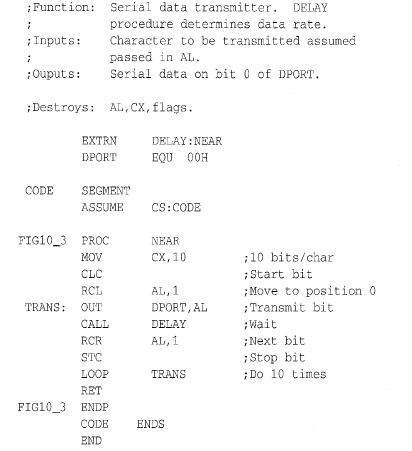 ;Function: Serial data transmitter. DELAY
; procedure determines data rate.
;Inputs: Character to be transmitted assumed
; passed in AL.
;Ouputs: Serial data on bit 0 of DPORT.
;Destroys: AL,CX,flags.
EXTRN DELAY:NEAR
DPORT EQU 00H
CODE SEGMENT
ASSUME CS:CODE
FIG10_3 PROC NEAR
MOV CX,10 ;10 bits/char
CLC ;Start bit
RCL AL,1 ;Move to position 0
TRANS: OUT DPORT,AL ;Transmit bit
CALL DELAY ;Wait
RCR AL,1 ;Next bit
STC ;Stop bit
LOOP TRANS ;Do 10 times
RET
FIG10_3 ENDP
CODE ENDS
END